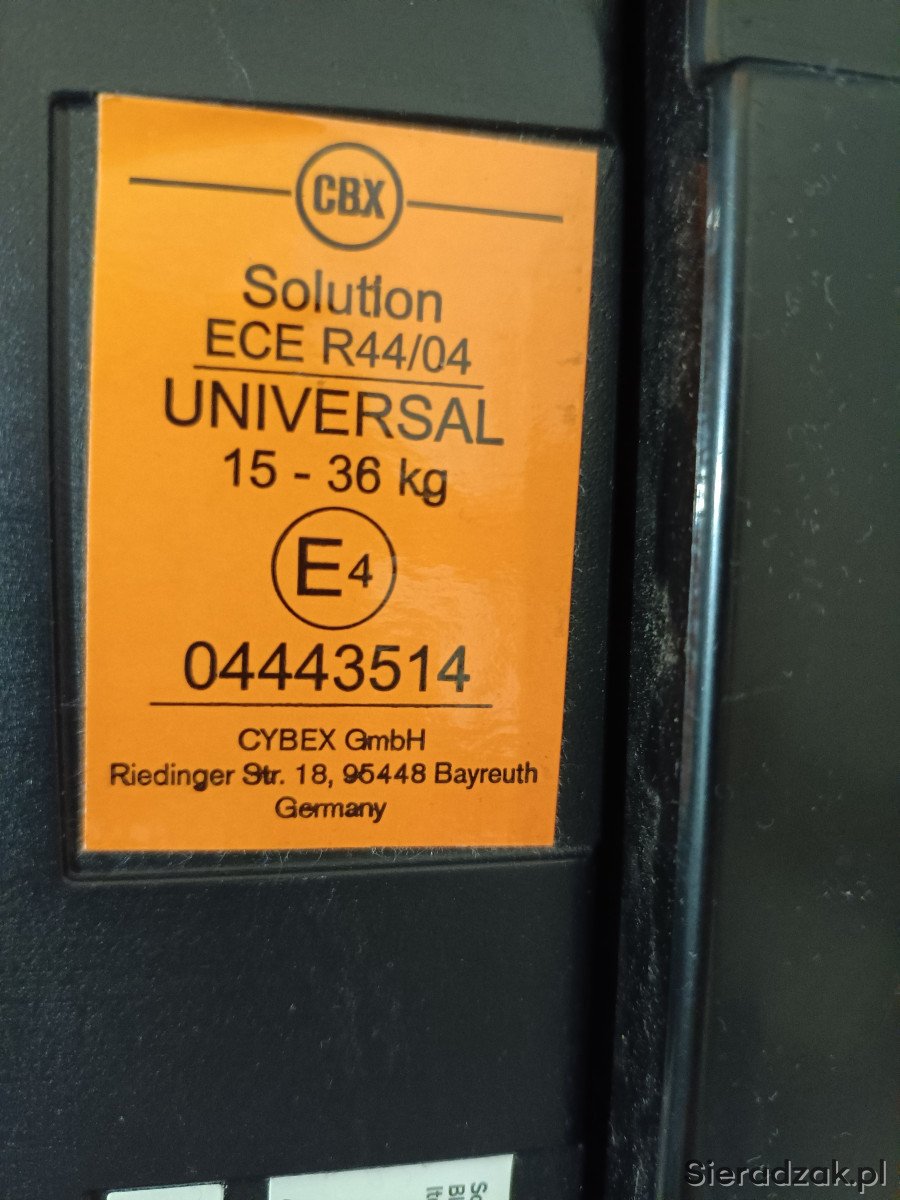 CBX
Solution
ECE R44/04
UNIVERSAL
15 - 36 kg
E4
04443514
CYBEX GmbH
Riedinger Str. 18, 95448 Bayreuth
Germany
Sieradzak.pl